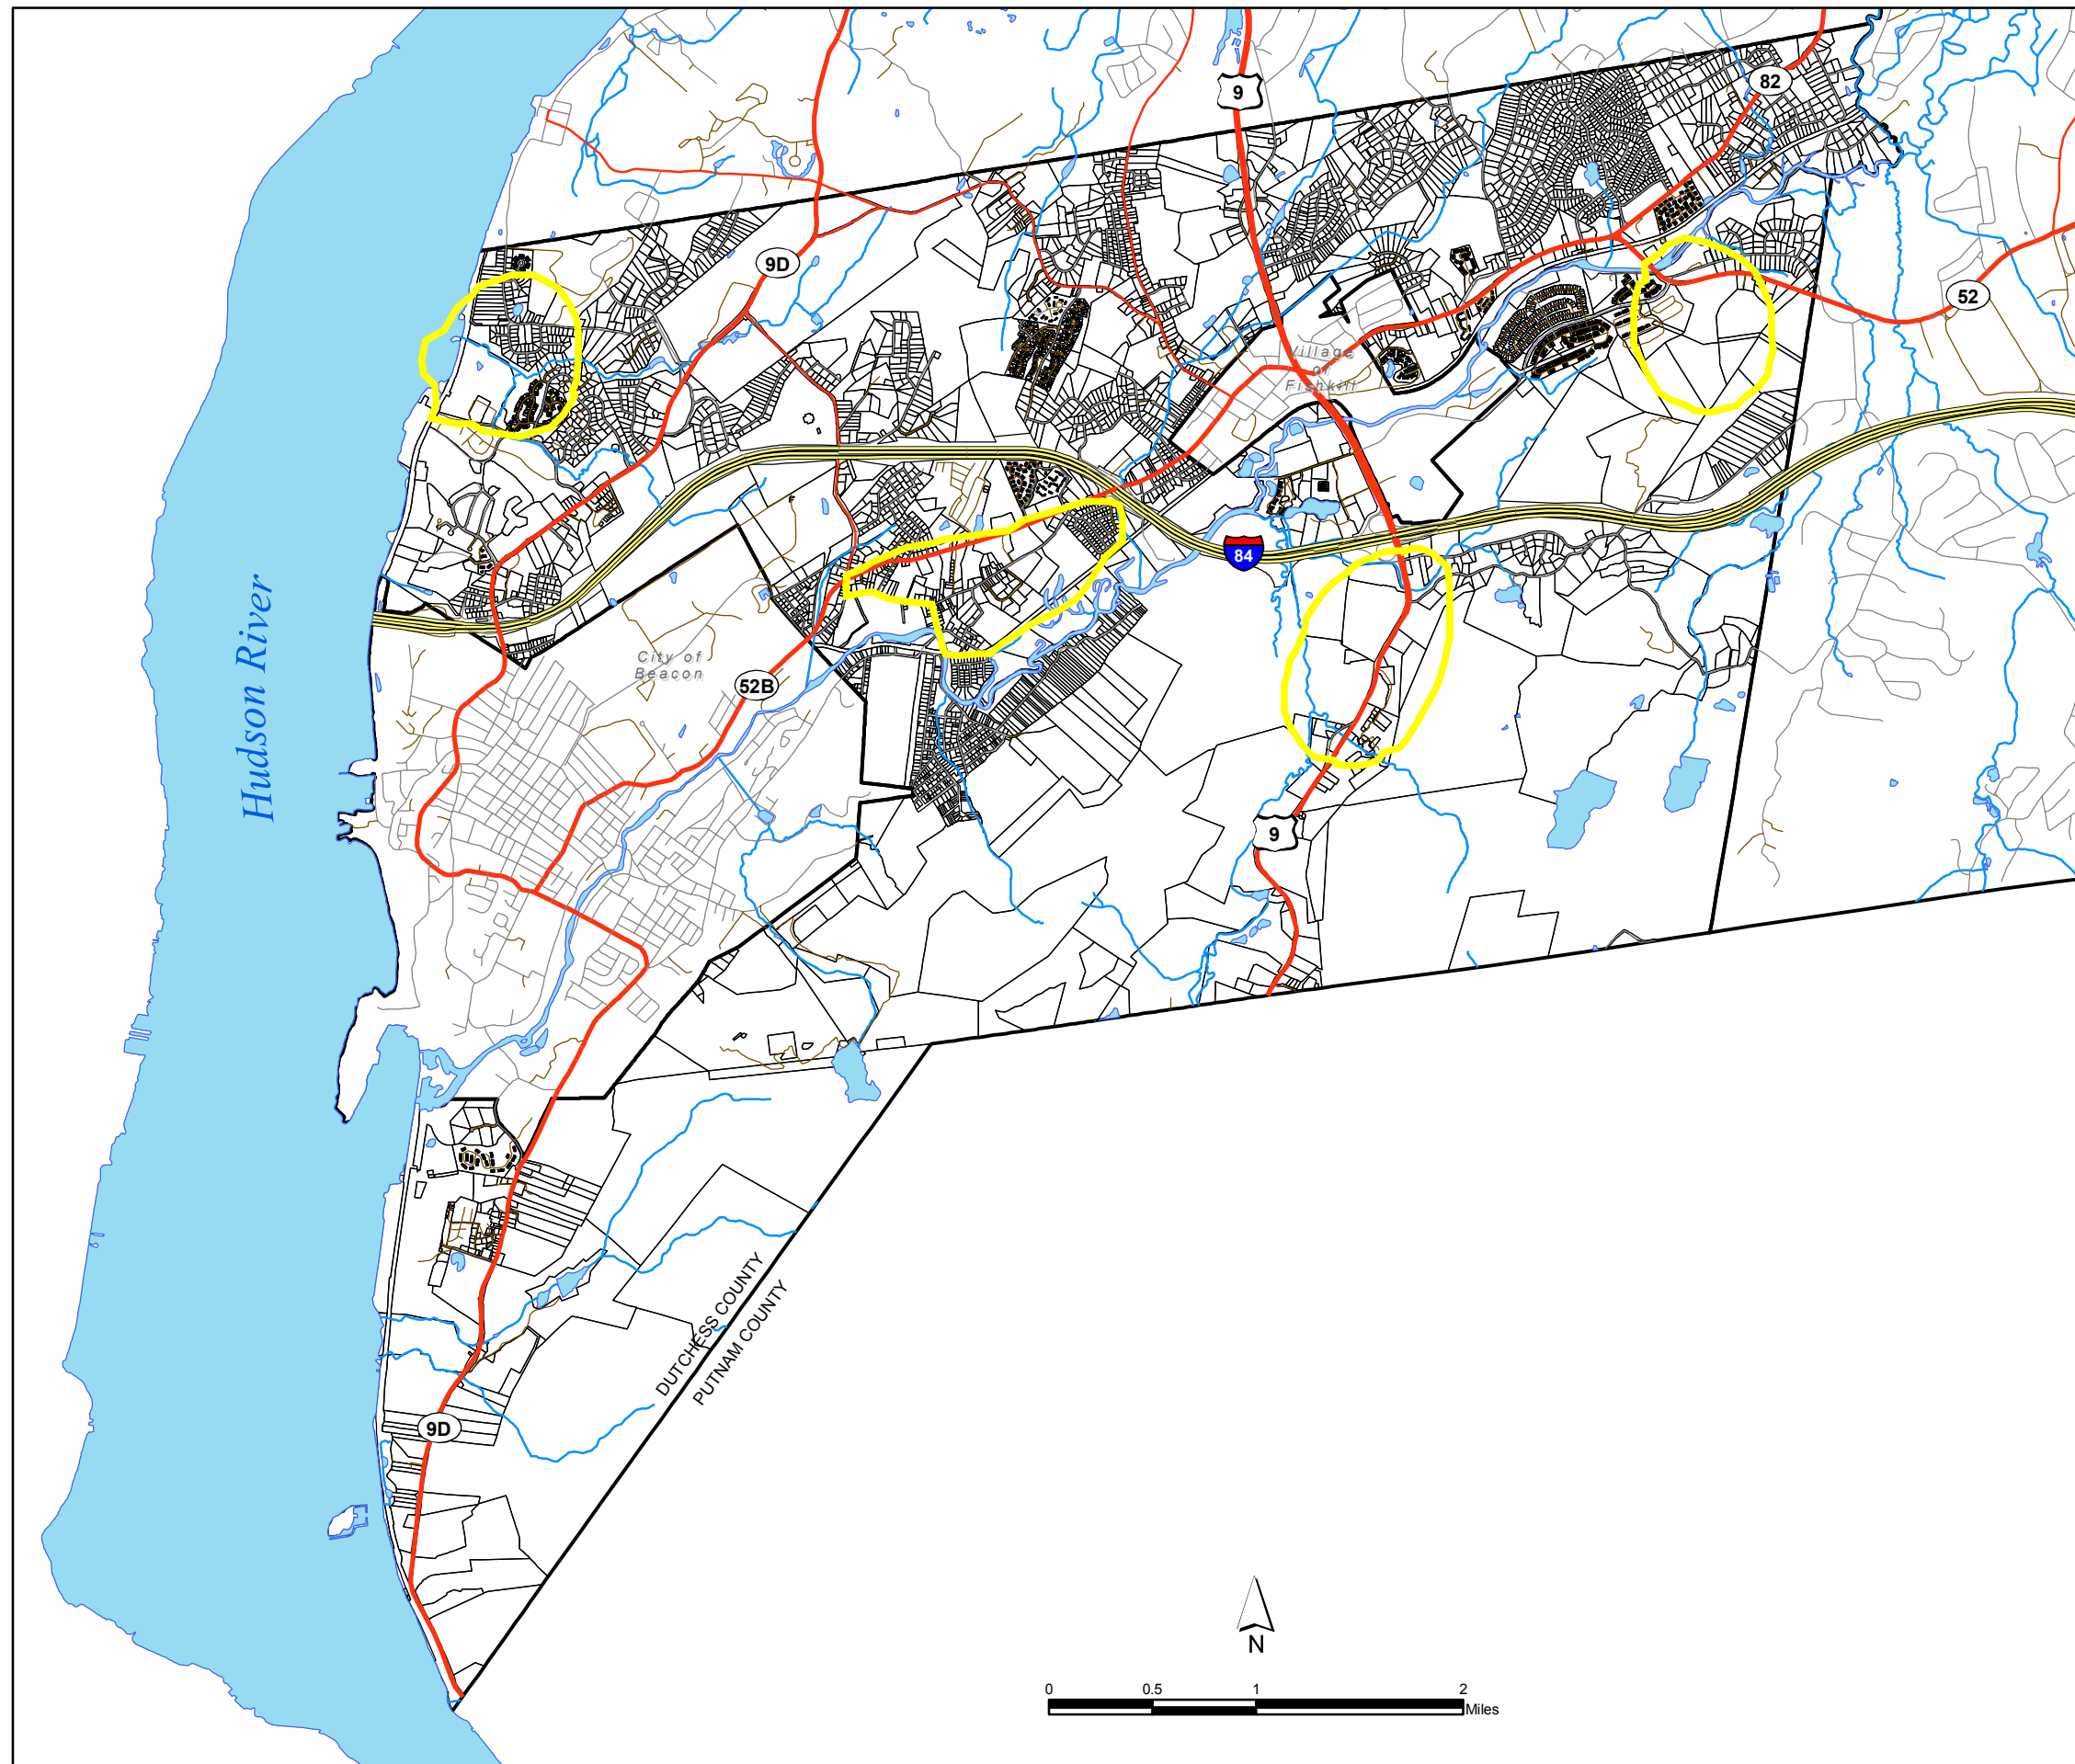 9
82
9D
52
Village
of
Fishkill
84
Hudson River
City of
Beacon
52B
9
DUTCHESS COUNTY
PUTNAM COUNTY
9D
N
0 0.5 1 2
Miles